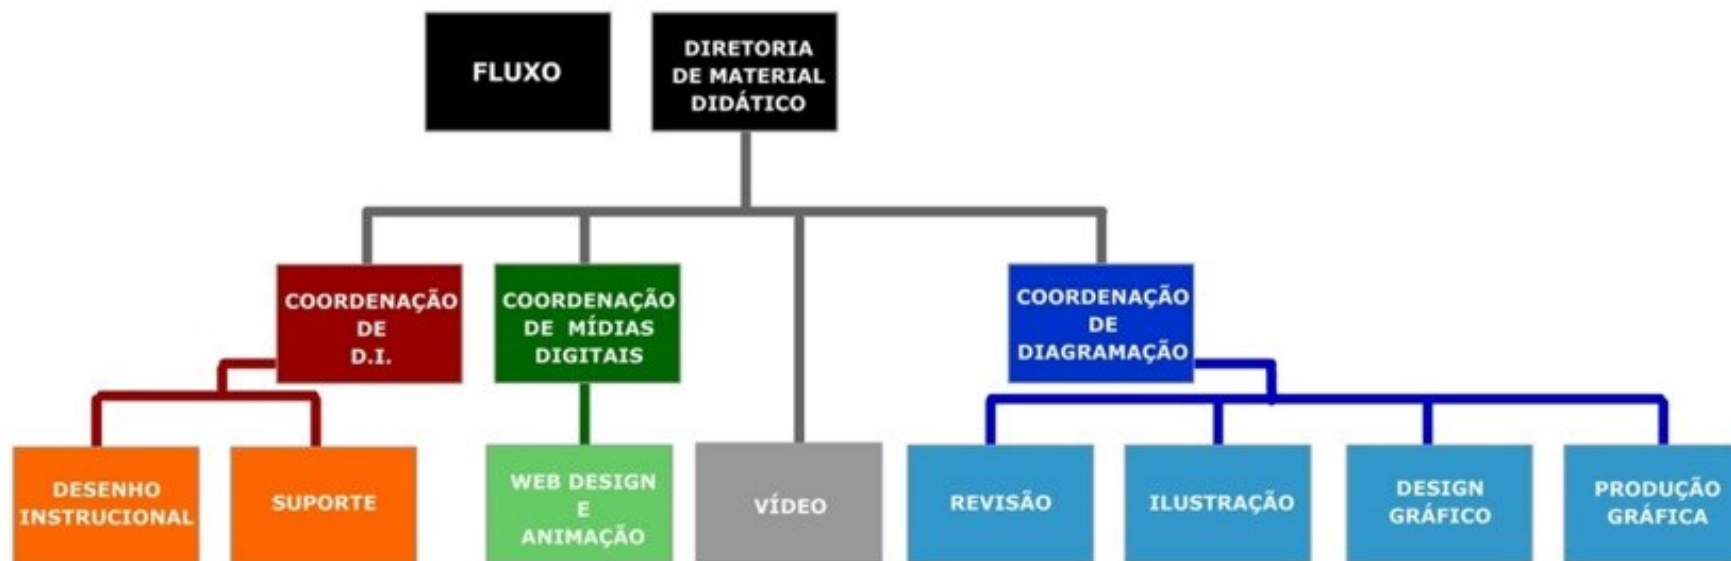 FLUXO
DIRETORIA
DE MATERIAL
DIDÁTICO
COORDENAÇÃO
DE
D.I.
COORDENAÇÃO
DE MÍDIAS
DIGITAIS
COORDENAÇÃO
DE
DIAGRAMAÇÃO
DESENHO
INSTRUCIONAL
SUPORTE
WEB DESIGN
E
ANIMAÇÃO
VÍDEO
REVISÃO
ILUSTRAÇÃO
DESIGN
GRÁFICO
PRODUÇÃO
GRÁFICA